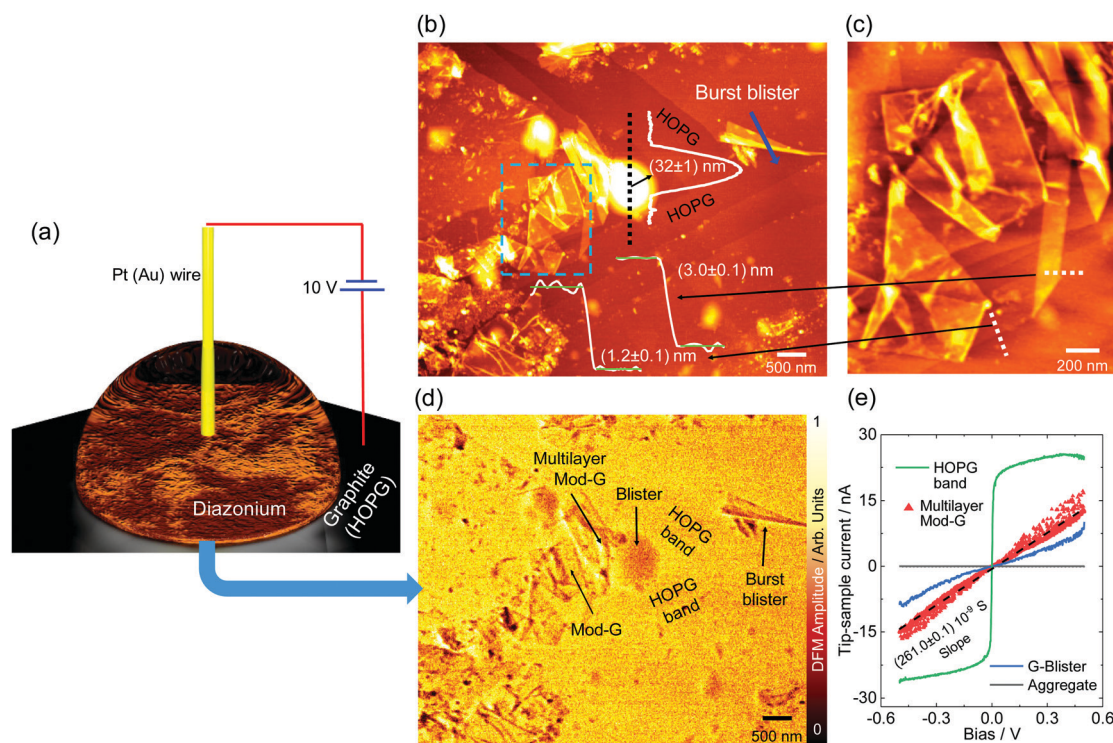 (a)
Pt (Au) wire
10 V
Diazonium
Graphite
(HOPG)
(b)
Burst blister
HOPG
(32±1) nm
HOPG
(3.0±0.1) nm
(1.2±0.1) nm
500 nm
(c)
200 nm
(d)
Multilayer
Mod-G
Blister
HOPG
band
HOPG
band
Mod-G
Burst
blister
500 nm
1
DFM Amplitude / Arb. Units
0
(e)
Tip-sample current / nA
30
15
0
-15
-30
HOPG
band
Multilayer
Mod-G
(261.0±0.1) 10⁻⁹ S
Slope
G-Blister
Aggregate
-0.6
-0.3
0.0
0.3
0.6
Bias / V